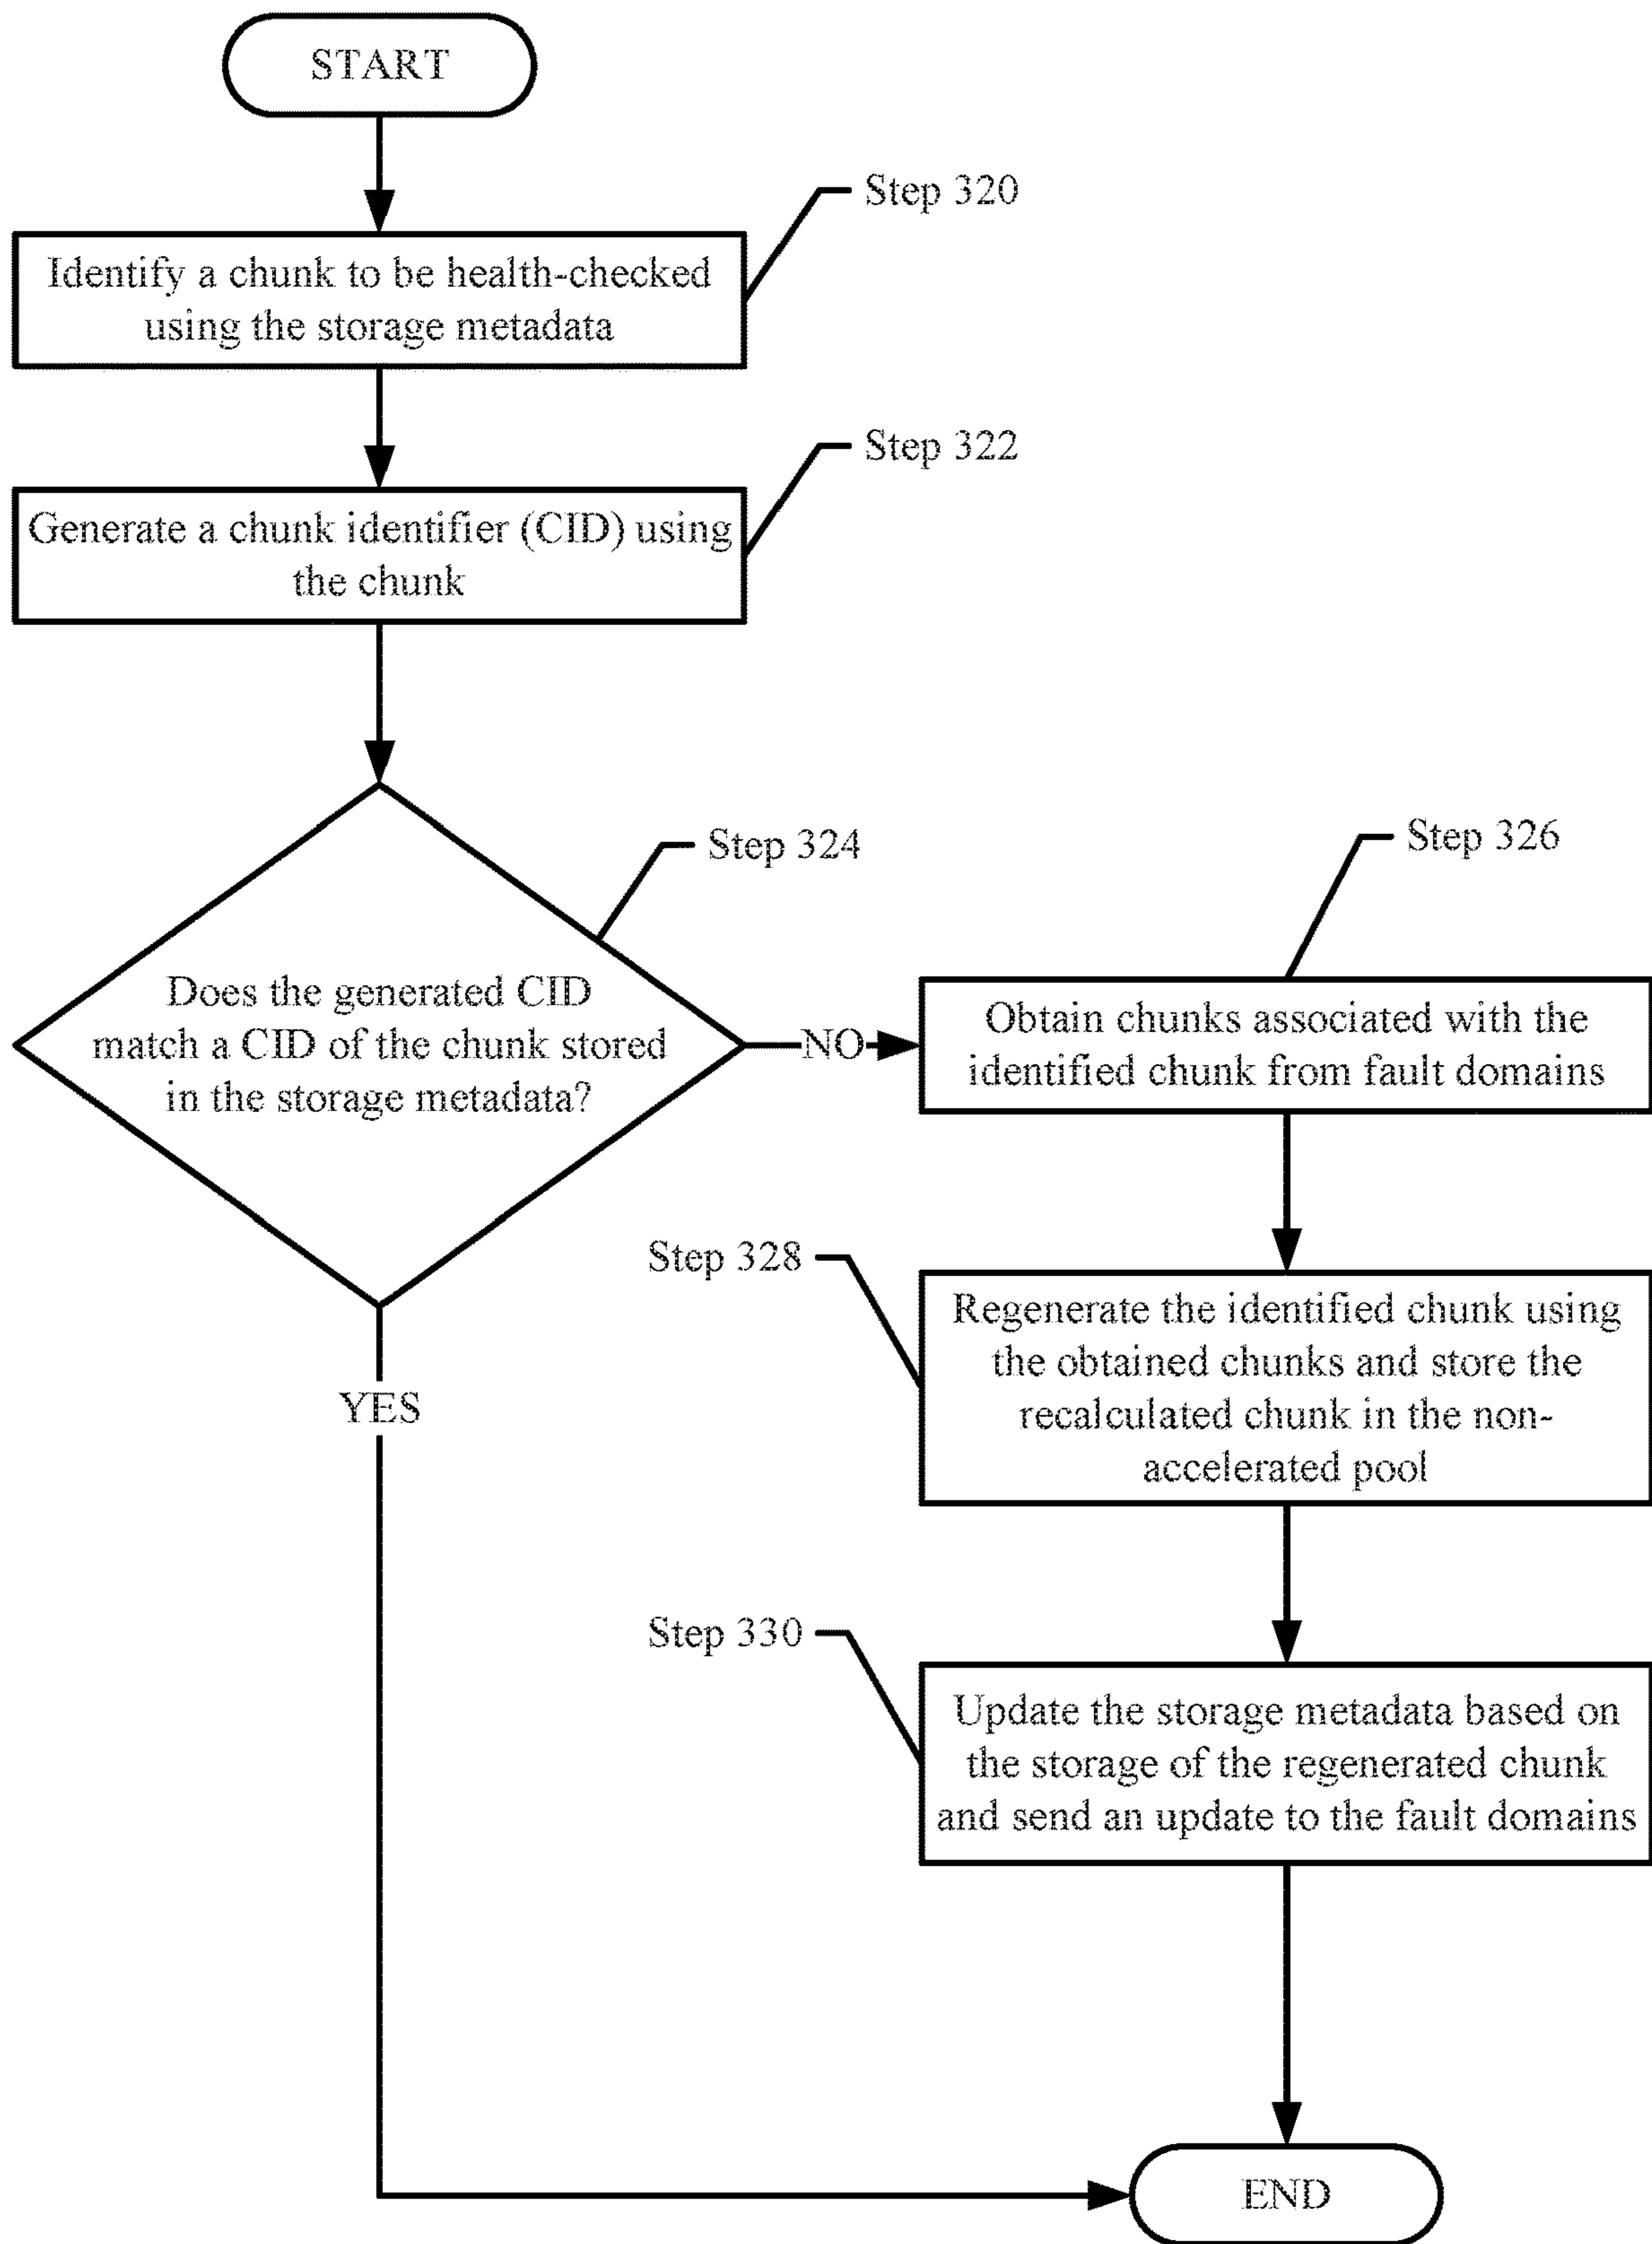 START
Step 320
Identify a chunk to be health-checked
using the storage metadata
Step 322
Generate a chunk identifier (CID) using
the chunk
Step 324
Does the generated CID
match a CID of the chunk stored
in the storage metadata?
NO
YES
Step 326
Obtain chunks associated with the
identified chunk from fault domains
Step 328
Regenerate the identified chunk using
the obtained chunks and store the
recalculated chunk in the non-
accelerated pool
Step 330
Update the storage metadata based on
the storage of the regenerated chunk
and send an update to the fault domains
END